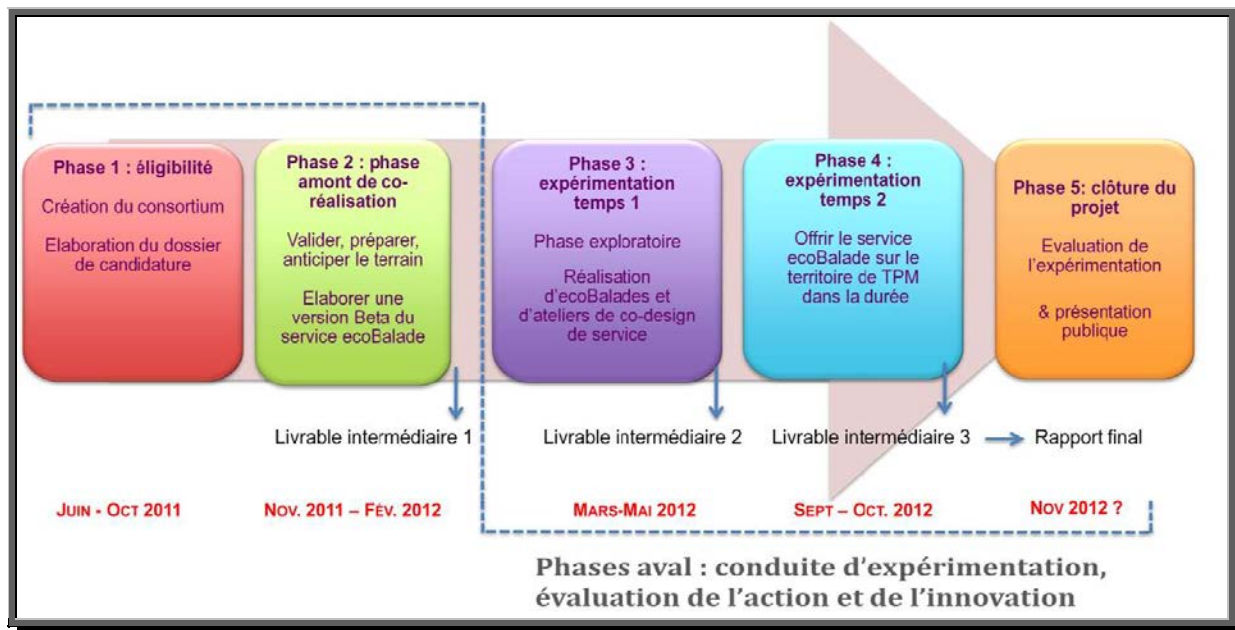 Phase 1 : éligibilité
Création du consortium
Elaboration du dossier
de candidature
Phase 2 : phase
amont de co-
réalisation
Valider, préparer,
anticiper le terrain
Elaborer une
version Beta du
service ecoBalade
Phase 3 :
expérimentation
temps 1
Phase exploratoire
Réalisation
d'ecoBalades et
d'ateliers de co-design
de service
Phase 4 :
expérimentation
temps 2
Offrir le service
ecoBalade sur le
territoire de TPM
dans la durée
Phase 5: clôture du
projet
Evaluation de
l'expérimentation
& présentation
publique
Livrable intermédiaire 1
Livrable intermédiaire 2
Livrable intermédiaire 3
Rapport final
JUIN - OCT 2011
NOV. 2011 – FÉV. 2012
MARS-MAI 2012
SEPT – OCT. 2012
NOV 2012 ?
Phases aval : conduite d'expérimentation,
évaluation de l'action et de l'innovation